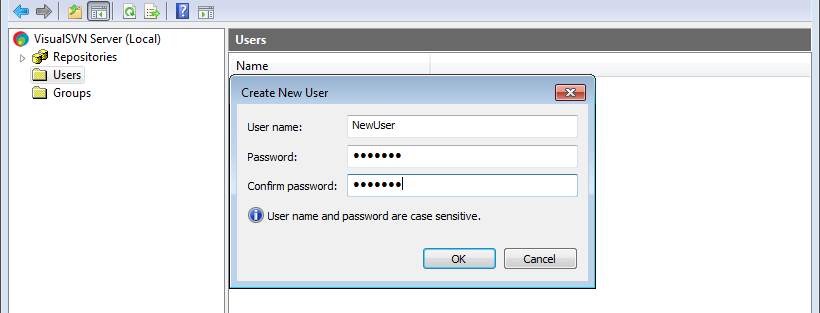 VisualSVN Server (Local)
Repositories
Users
Groups
Users
Name
Create New User
User name:
NewUser
Password:
•••••••
Confirm password:
•••••••
User name and password are case sensitive.
OK
Cancel